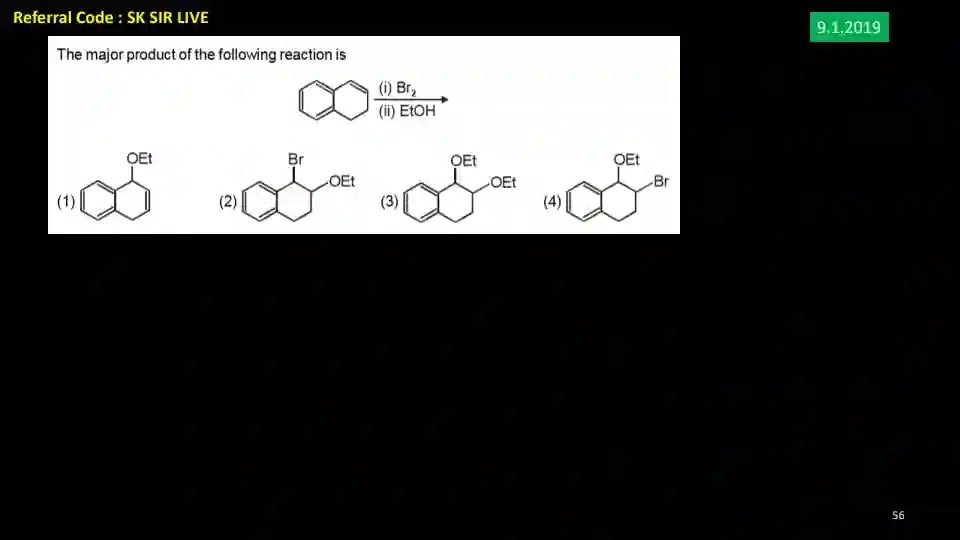 Referral Code : SK SIR LIVE
9.1.2019
The major product of the following reaction is
(i) Br₂
(ii) EtOH
OEt
(1)
Br
OEt
(2)
OEt
OEt
(3)
OEt
Br
(4)
56